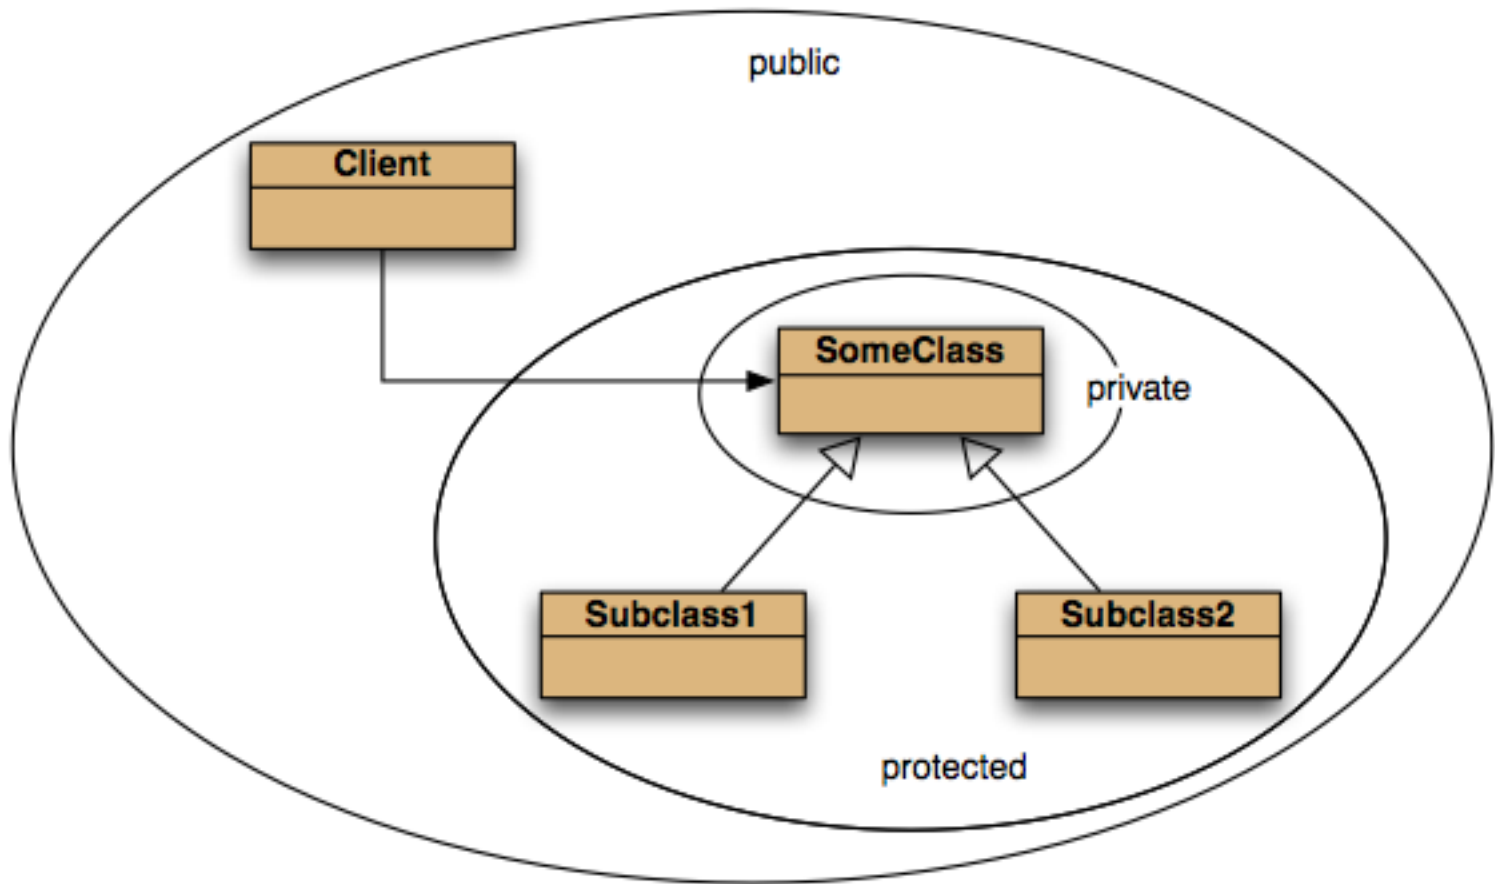 public
Client
SomeClass
private
Subclass1
Subclass2
protected